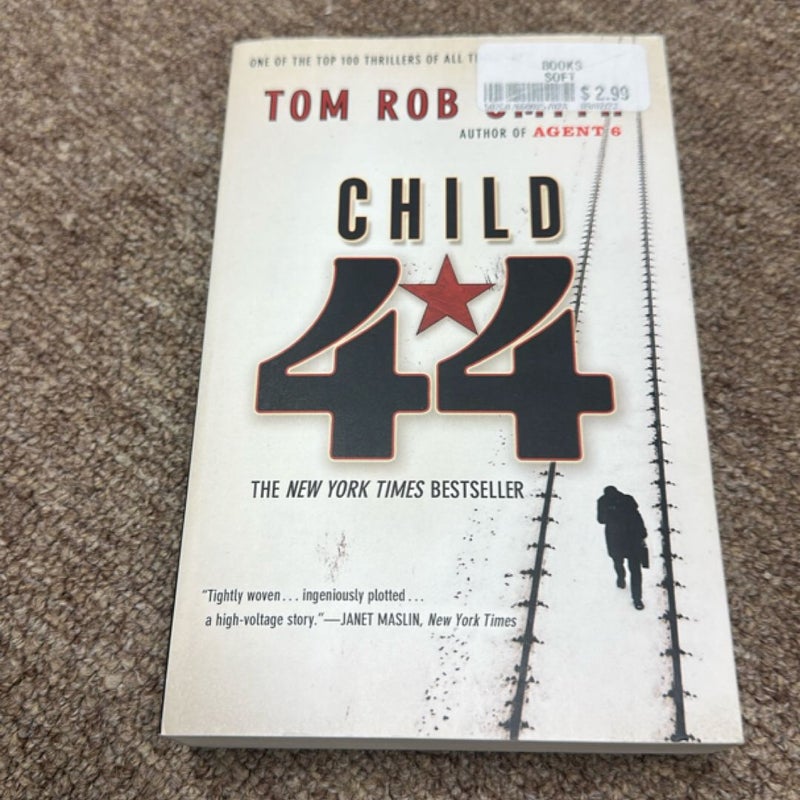 ONE OF THE TOP 100 THRILLERS OF ALL
BOOKS
SOFT
$ 2.99
TOM ROB SMITH
AUTHOR OF AGENT 6
CHILD
44
THE NEW YORK TIMES BESTSELLER
“Tightly woven... ingeniously plotted...
a high-voltage story.”—JANET MASLIN, New York Times